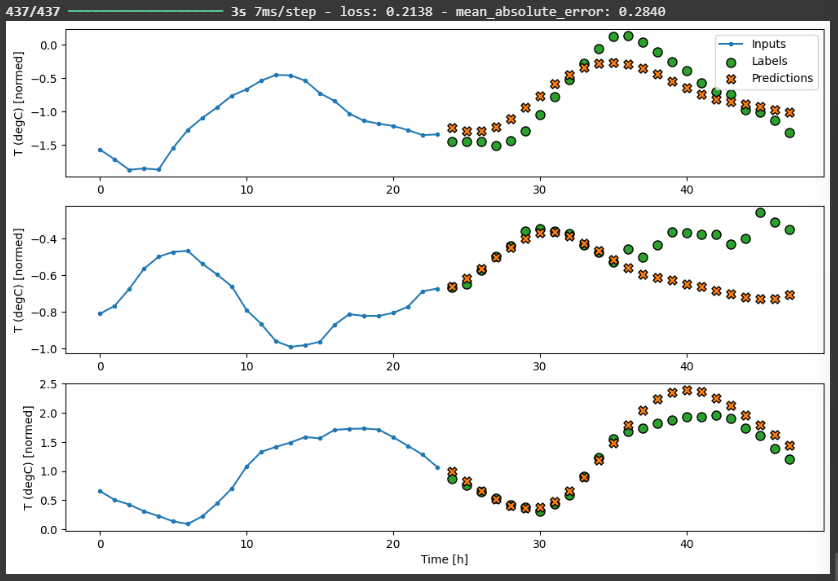 437/437 ━━━━━━━━━━━━━━━━━━━━ 3s 7ms/step - loss: 0.2138 - mean_absolute_error: 0.2840
T (degC) [normed]
0.0
−0.5
−1.0
−1.5
Inputs
Labels
Predictions
0 10 20 30 40
T (degC) [normed]
−0.4
−0.6
−0.8
−1.0
0 10 20 30 40
T (degC) [normed]
2.5
2.0
1.5
1.0
0.5
0.0
0 10 20 30 40
Time [h]